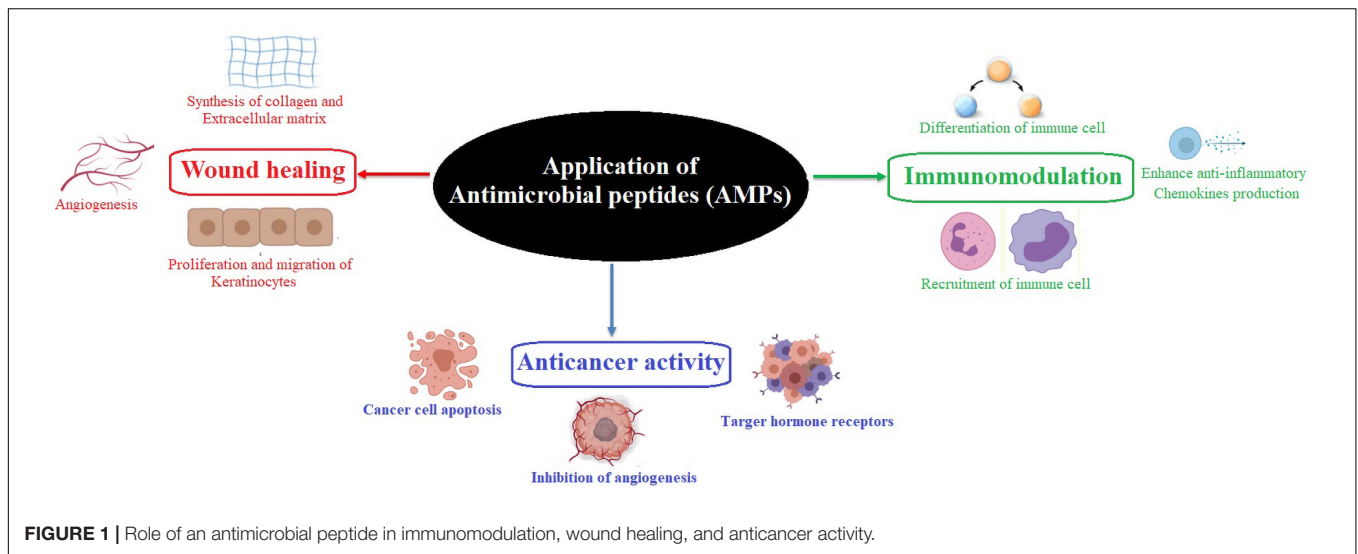 Synthesis of collagen and
Extracellular matrix
Angiogenesis
Wound healing
Proliferation and migration of
Keratinocytes
Application of
Antimicrobial peptides (AMPs)
Differentiation of immune cell
Immunomodulation
Enhance anti-inflammatory
Chemokines production
Recruitment of immune cell
Anticancer activity
Cancer cell apoptosis
Inhibition of angiogenesis
Targer hormone receptors
FIGURE 1 | Role of an antimicrobial peptide in immunomodulation, wound healing, and anticancer activity.